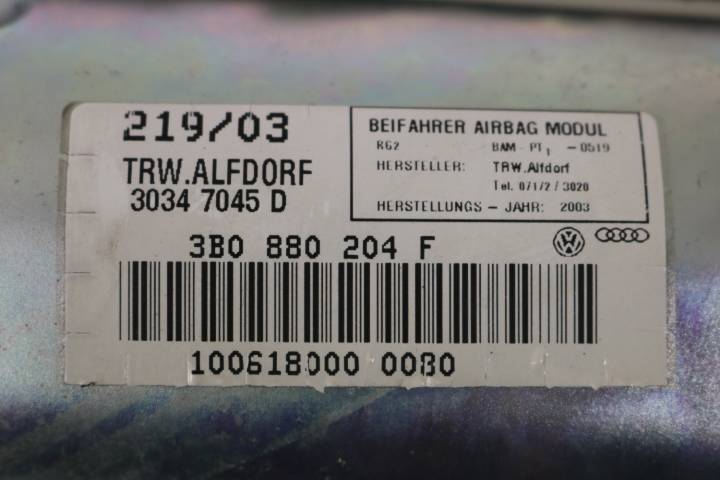 219/03
TRW.ALFDORF
3034 7045 D
BEIFAHRER AIRBAG MODUL
RG2 BAM - PT1 - 0519
HERSTELLER: TRW.Alfdorf
Tel. 07172 / 3020
HERSTELLUNGS - JAHR: 2003
3B0 880 204 F
100618000 0080